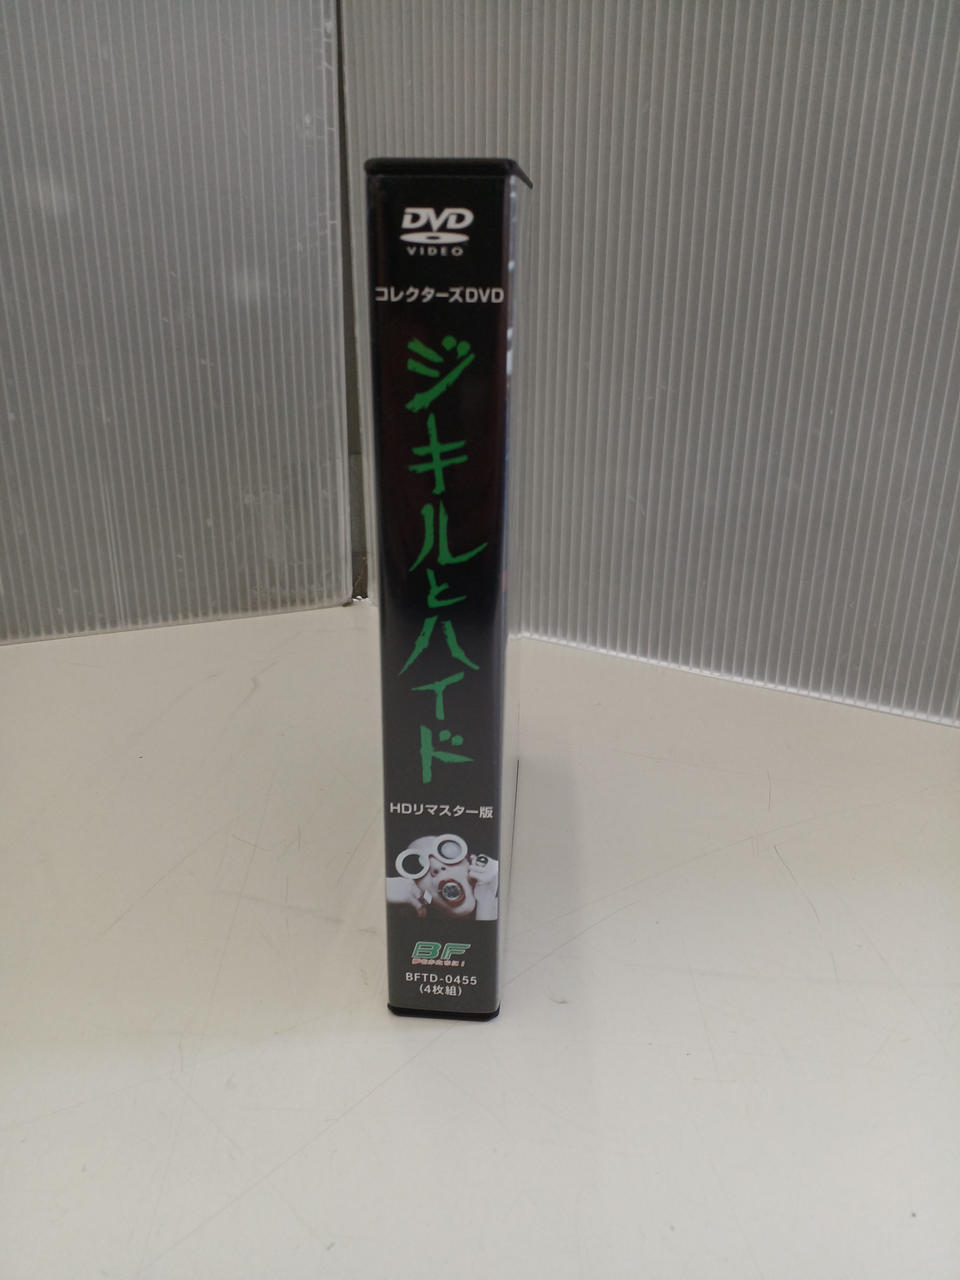 DVD
VIDEO
コレクターズDVD
ジキルとハイド
HDリマスター版
BF
BFTD-0455
(4枚組)